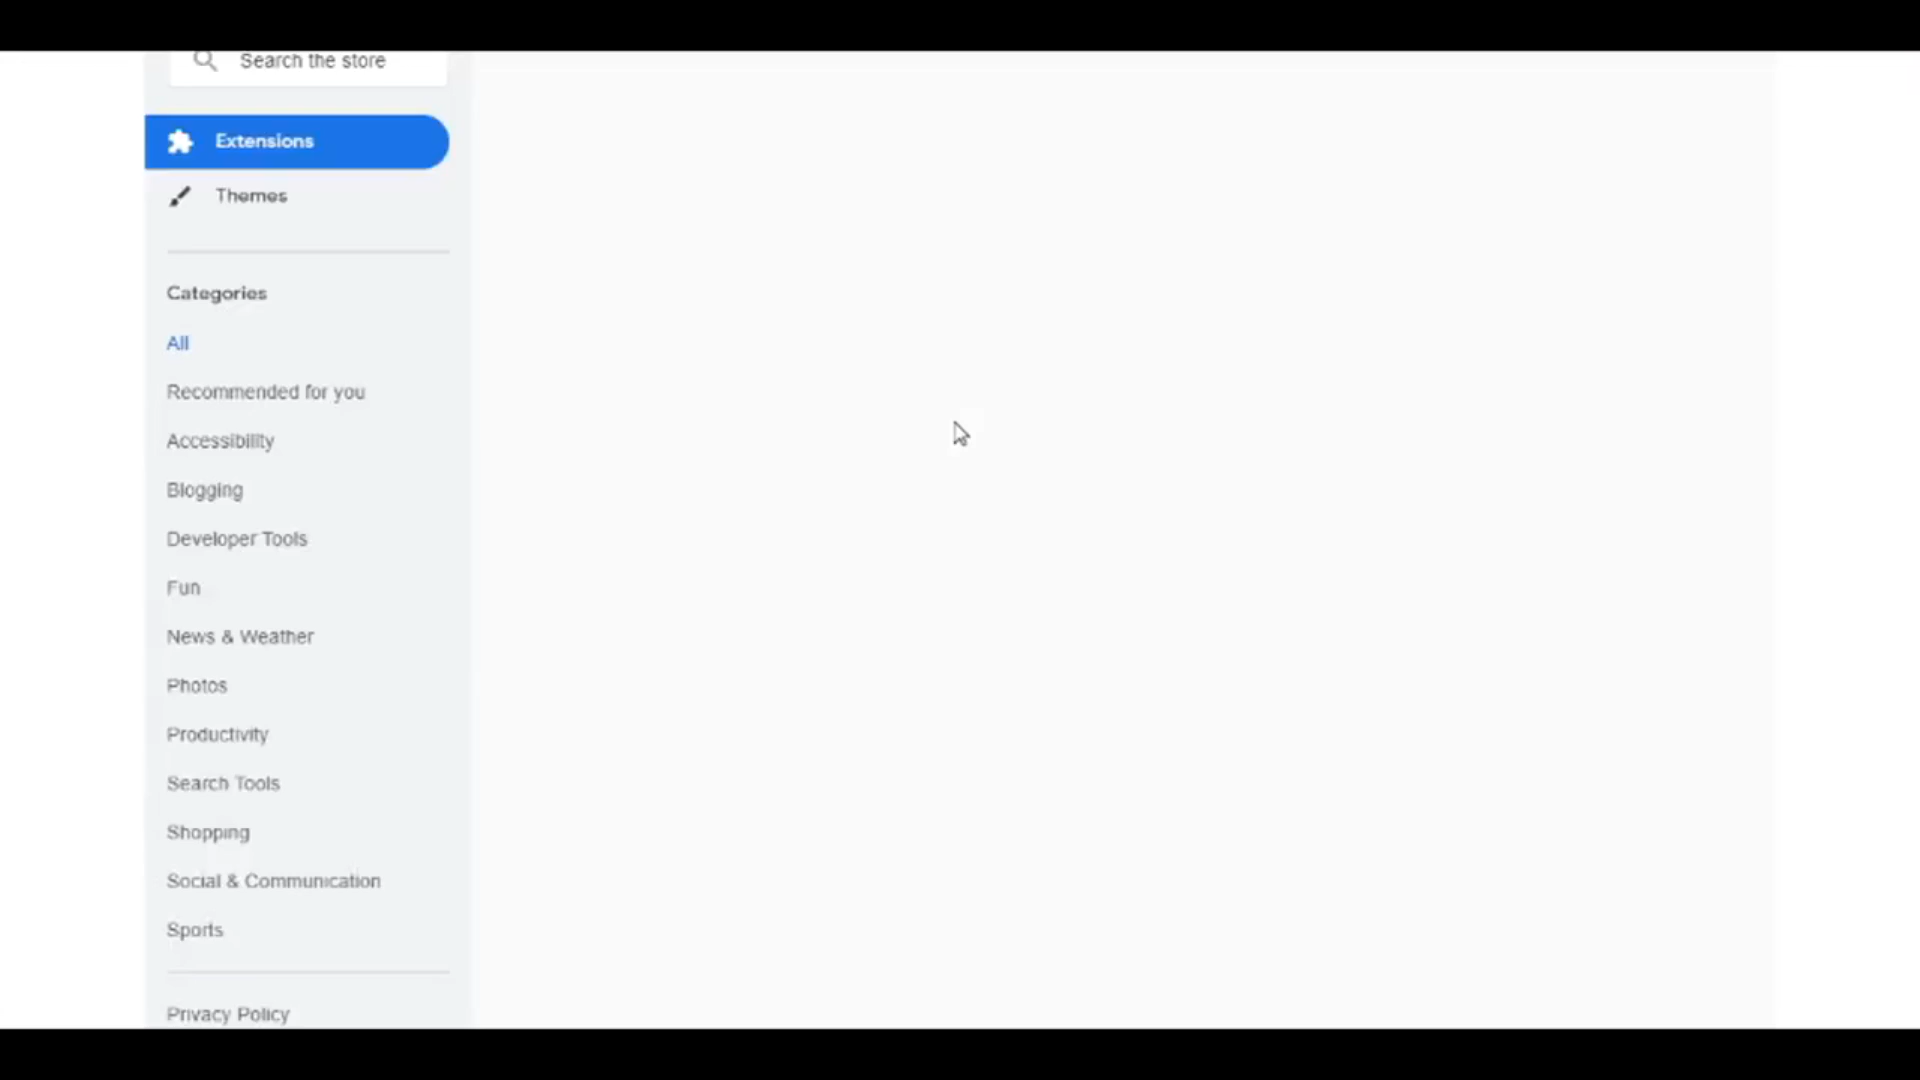 Search the store
Extensions
Themes
Categories
All
Recommended for you
Accessibility
Blogging
Developer Tools
Fun
News & Weather
Photos
Productivity
Search Tools
Shopping
Social & Communication
Sports
Privacy Policy